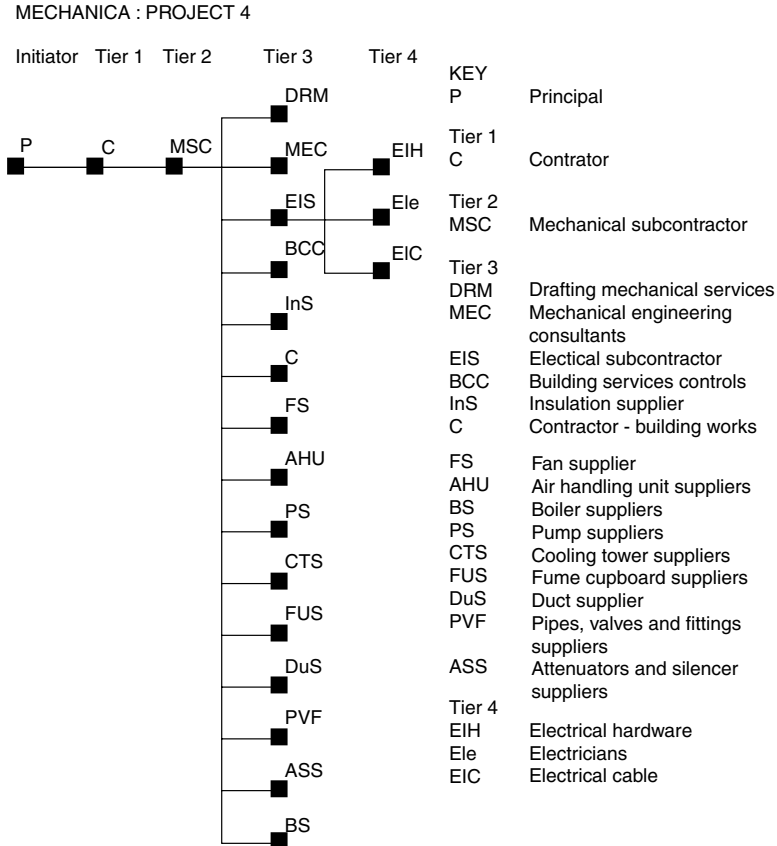 MECHANICA : PROJECT 4
Initiator Tier 1 Tier 2 Tier 3 Tier 4
DRM
P C MSC MEC EIH
EIS Ele
BCC EIC
InS
C
FS
AHU
PS
CTS
FUS
DuS
PVF
ASS
BS
KEY
P Principal
Tier 1
C Contrator
Tier 2
MSC Mechanical subcontractor
Tier 3
DRM Drafting mechanical services
MEC Mechanical engineering
consultants
EIS Electical subcontractor
BCC Building services controls
InS Insulation supplier
C Contractor - building works
FS Fan supplier
AHU Air handling unit suppliers
BS Boiler suppliers
PS Pump suppliers
CTS Cooling tower suppliers
FUS Fume cupboard suppliers
DuS Duct supplier
PVF Pipes, valves and fittings
suppliers
ASS Attenuators and silencer
suppliers
Tier 4
EIH Electrical hardware
Ele Electricians
EIC Electrical cable